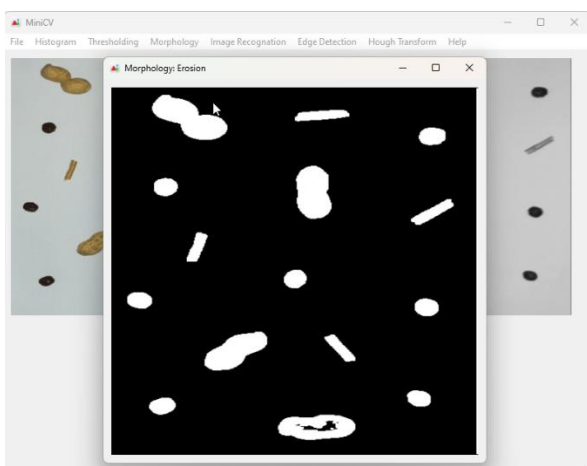 MiniCV
File Histogram Thresholding Morphology Image Recognation Edge Detection Hough Transform Help
Morphology: Erosion